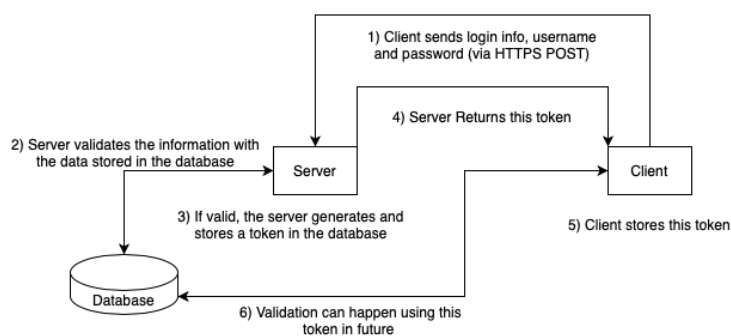 1) Client sends login info, username
and password (via HTTPS POST)
4) Server Returns this token
2) Server validates the information with
the data stored in the database
Server
Client
3) If valid, the server generates and
stores a token in the database
5) Client stores this token
Database
6) Validation can happen using this
token in future